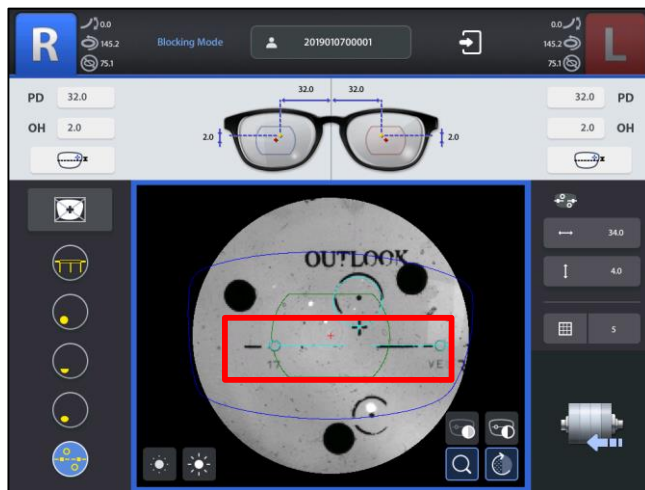 R
0.0
145.2
75.1
Blocking Mode
2019010700001
0.0
145.2
75.1
L
PD 32.0
OH 2.0
32.0 32.0
2.0
2.0
32.0 PD
2.0 OH
OUTLOOK
17
VE
34.0
4.0
5